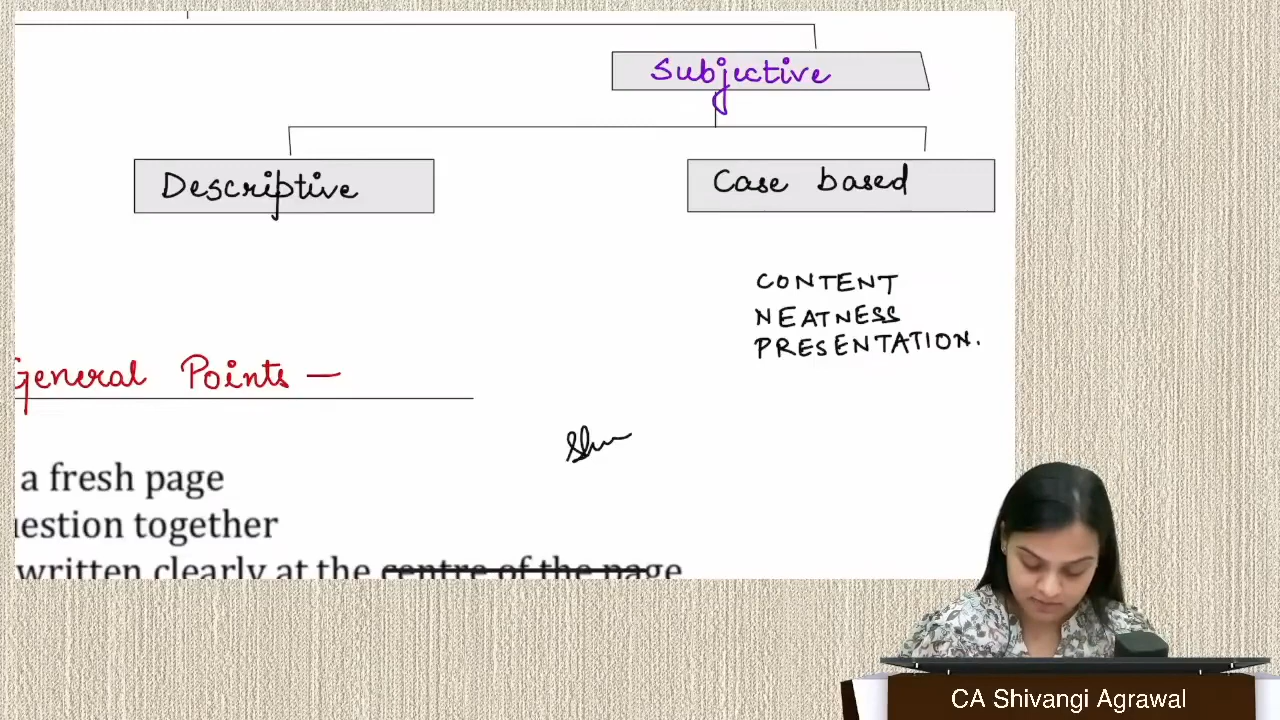 Subjective
Descriptive
Case based
CONTENT
NEATNESS
PRESENTATION.
General Points —
a fresh page
uestion together
written clearly at the centre of the page
CA Shivangi Agrawal